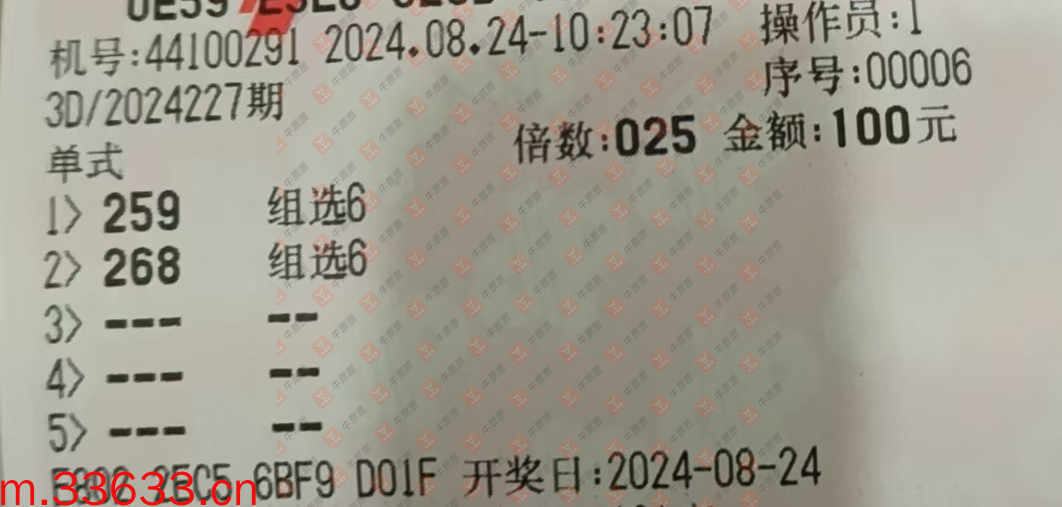 机号:44100291 2024.08.24-10:23:07 操作员:1
序号:00006
3D/2024227期
倍数:025 金额:100元
单式
1> 259 组选6
2> 268 组选6
3> --- --
4> --- --
5> --- --
6BF9 D01F 开奖日:2024-08-24
m.33633.cn